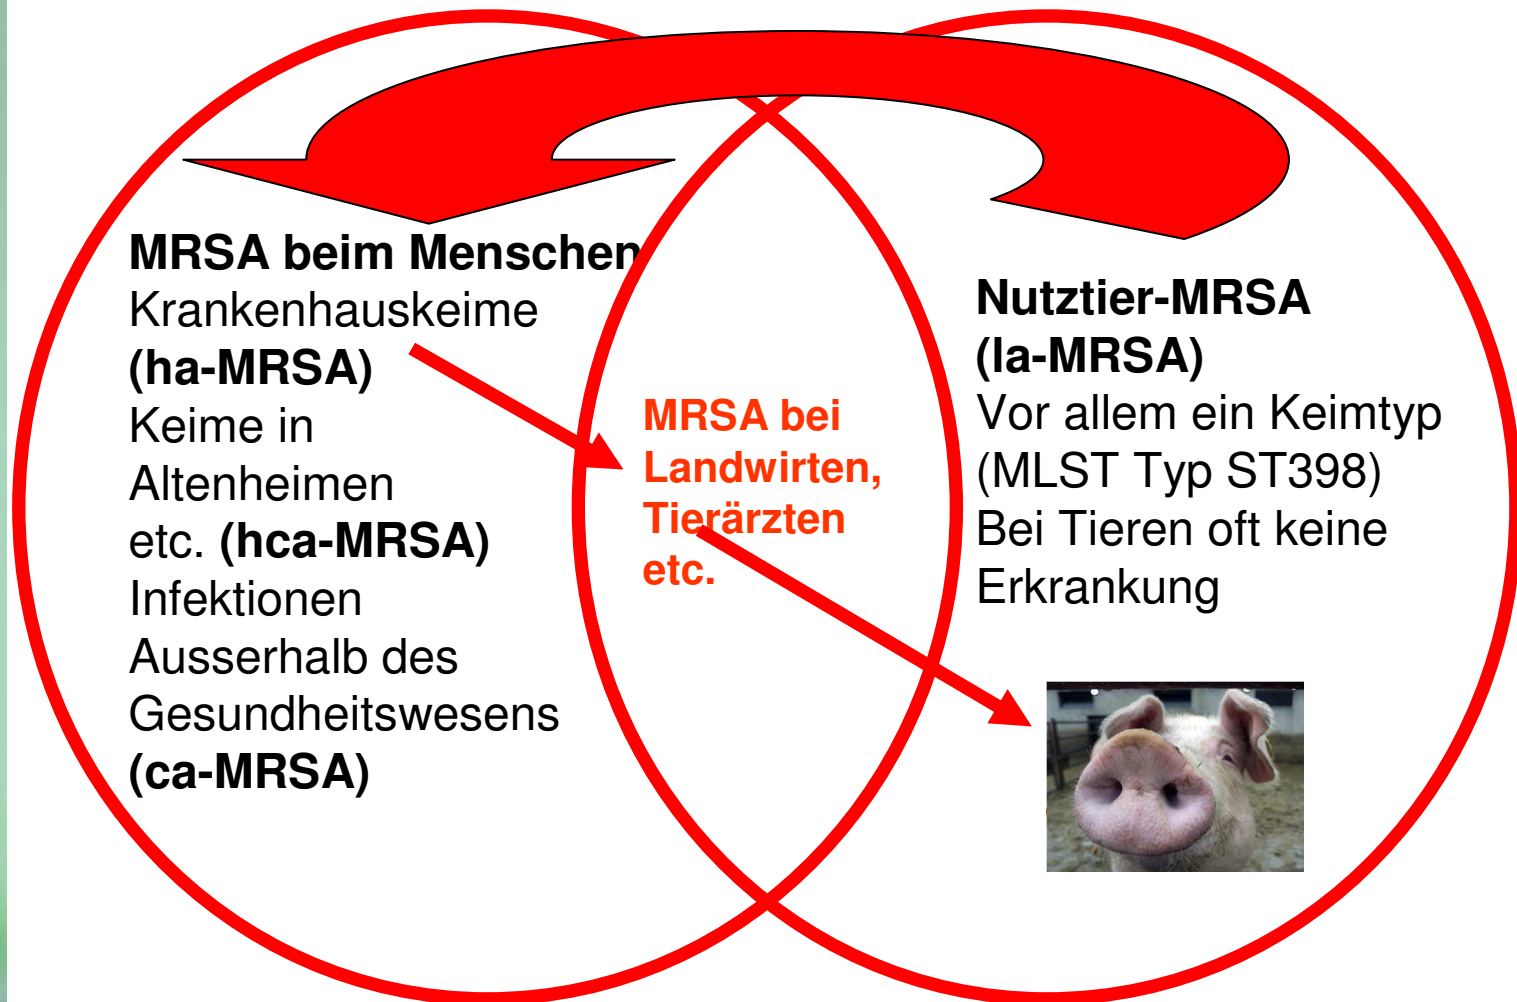 MRSA beim Menschen
Krankenhauskeime
(ha-MRSA)
Keime in
Altenheimen
etc. (hca-MRSA)
Infektionen
Ausserhalb des
Gesundheitswesens
(ca-MRSA)
MRSA bei
Landwirten,
Tierärzten
etc.
Nutztier-MRSA
(la-MRSA)
Vor allem ein Keimtyp
(MLST Typ ST398)
Bei Tieren oft keine
Erkrankung